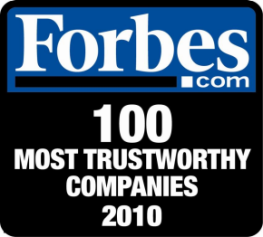 Forbes
.com
100
MOST TRUSTWORTHY
COMPANIES
2010